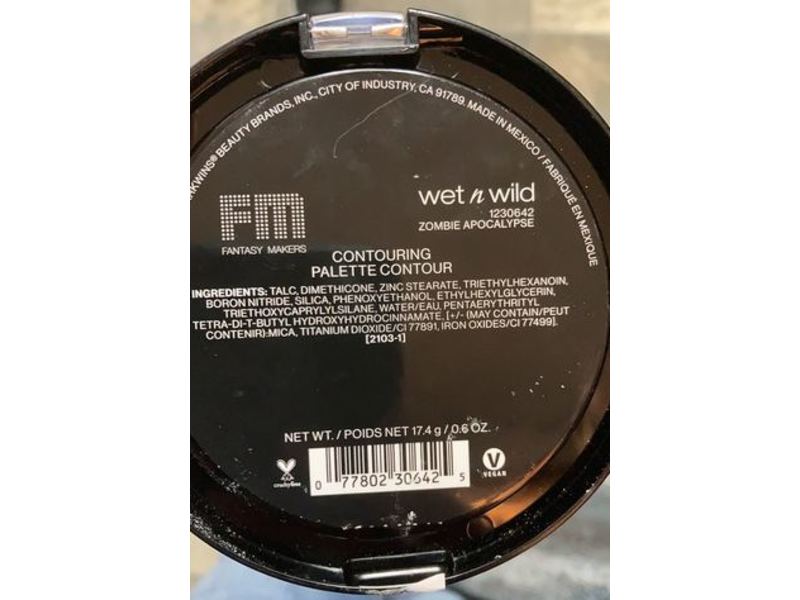 BEAUTY BRANDS, INC., CITY OF INDUSTRY, CA 91789. MADE IN MEXICO / FABRIQUÉ EN MEXIQUE
FM
FANTASY MAKERS
wet n wild
1230642
ZOMBIE APOCALYPSE
CONTOURING
PALETTE CONTOUR
INGREDIENTS: TALC, DIMETHICONE, ZINC STEARATE, TRIETHYLHEXANOIN,
BORON NITRIDE, SILICA, PHENOXYETHANOL, ETHYLHEXYLGLYCERIN,
TRIETHOXYCAPRYLYLSILANE, WATER/EAU, PENTAERYTHRITYL
TETRA-DI-T-BUTYL HYDROXYHYDROCINNAMATE, [+/- (MAY CONTAIN/PEUT
CONTENIR):MICA, TITANIUM DIOXIDE/CI 77891, IRON OXIDES/CI 77499].
[2103-1]
NET WT. / POIDS NET 17.4 g / 0.6 OZ.
crueltyfree
0 77802 30642 5
V
VEGAN